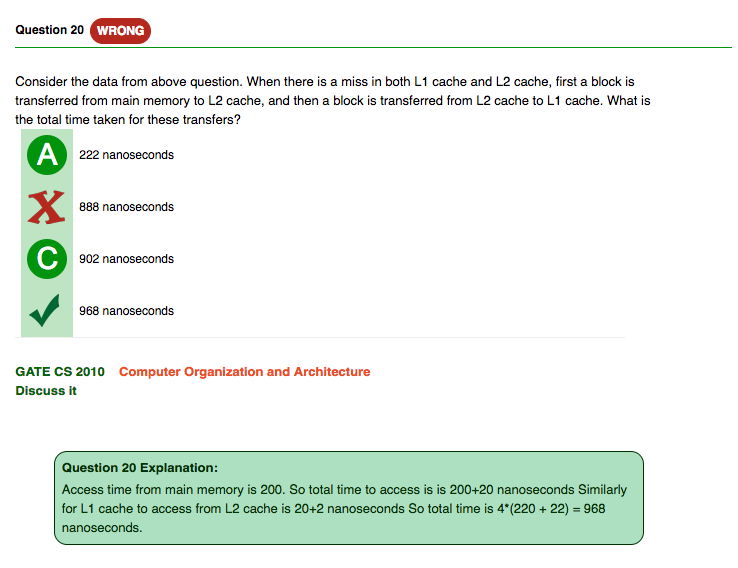 Question 20 WRONG
Consider the data from above question. When there is a miss in both L1 cache and L2 cache, first a block is
transferred from main memory to L2 cache, and then a block is transferred from L2 cache to L1 cache. What is
the total time taken for these transfers?
A 222 nanoseconds
X 888 nanoseconds
C 902 nanoseconds
968 nanoseconds
GATE CS 2010 Computer Organization and Architecture
Discuss it
Question 20 Explanation:
Access time from main memory is 200. So total time to access is is 200+20 nanoseconds Similarly
for L1 cache to access from L2 cache is 20+2 nanoseconds So total time is 4*(220 + 22) = 968
nanoseconds.